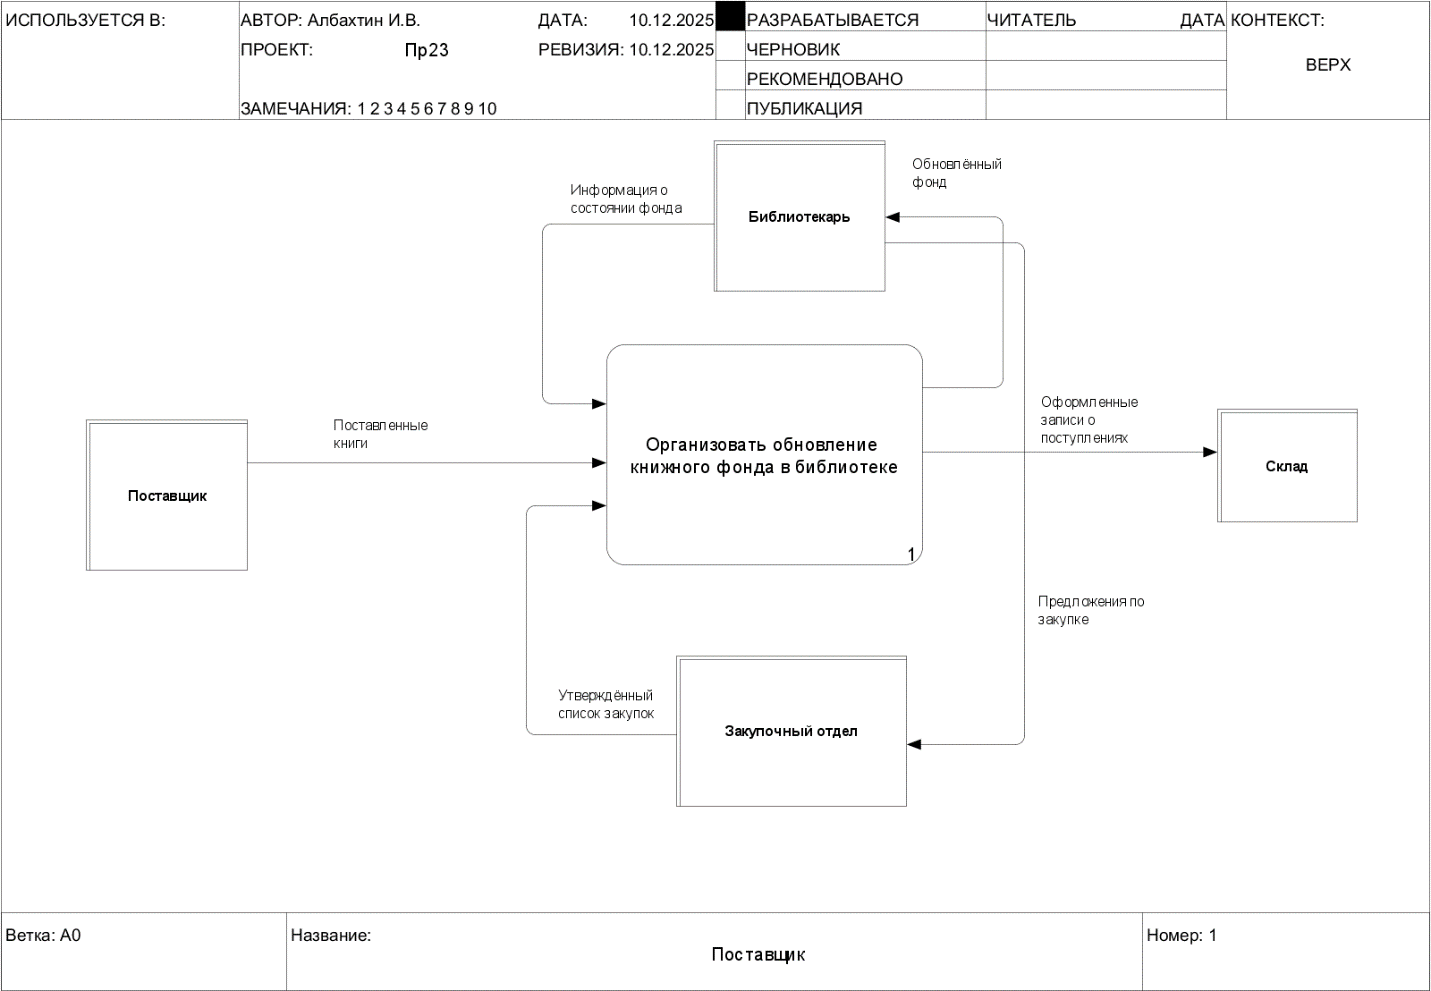 ИСПОЛЬЗУЕТСЯ В:
АВТОР: Албахтин И.В.
ДАТА: 10.12.2025
ПРОЕКТ: Пр23
РЕВИЗИЯ: 10.12.2025
ЗАМЕЧАНИЯ: 1 2 3 4 5 6 7 8 9 10
РАЗРАБАТЫВАЕТСЯ
ЧЕРНОВИК
РЕКОМЕНДОВАНО
ПУБЛИКАЦИЯ
ЧИТАТЕЛЬ
ДАТА
КОНТЕКСТ:
ВЕРХ
Обновлённый
фонд
Информация о
состоянии фонда
Библиотекарь
Поставленные
книги
Поставщик
Организовать обновление
книжного фонда в библиотеке
1
Оформленные
записи о
поступлениях
Склад
Предложения по
закупке
Утверждённый
список закупок
Закупочный отдел
Ветка: A0
Название:
Поставщик
Номер: 1